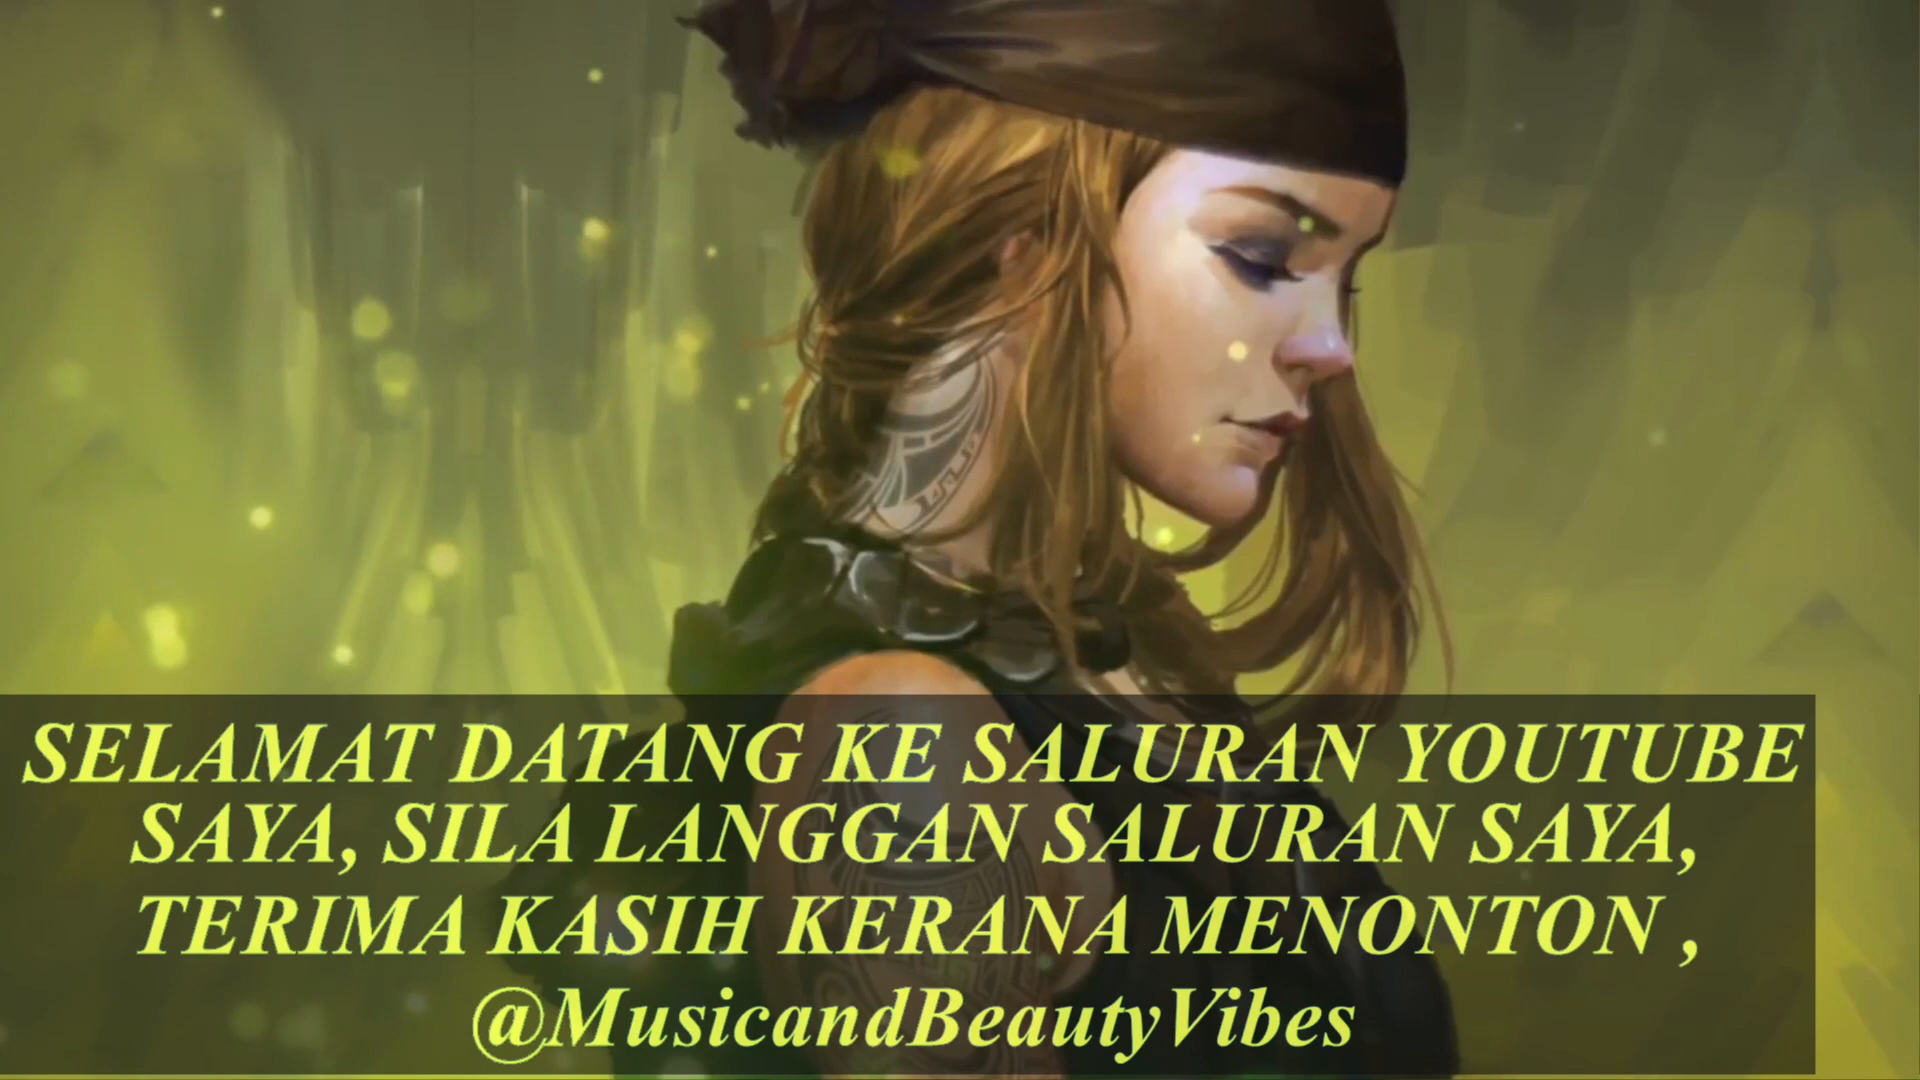 SELAMAT DATANG KE SALURAN YOUTUBE
SAYA, SILA LANGGAN SALURAN SAYA,
TERIMA KASIH KERANA MENONTON ,
@MusicandBeautyVibes